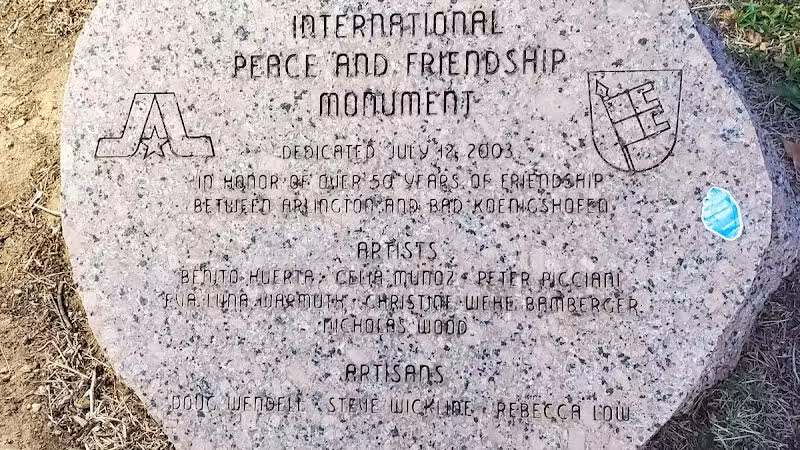 INTERNATIONAL
PEACE AND FRIENDSHIP
MONUMENT
DEDICATED JULY 12, 2003
IN HONOR OF OVER 50 YEARS OF FRIENDSHIP
BETWEEN ARLINGTON AND BAD KOENIGSHOFEN
ARTISTS
BENITO HUERTA · CELIA MUNOZ · PETER PICCIANI
EVA LUNA WARMUTH · CHRISTINE WEHE BAMBERGER
NICHOLAS WOOD
ARTISANS
DOUG WENDELL · STEVE WICKLINE · REBECCA LOW